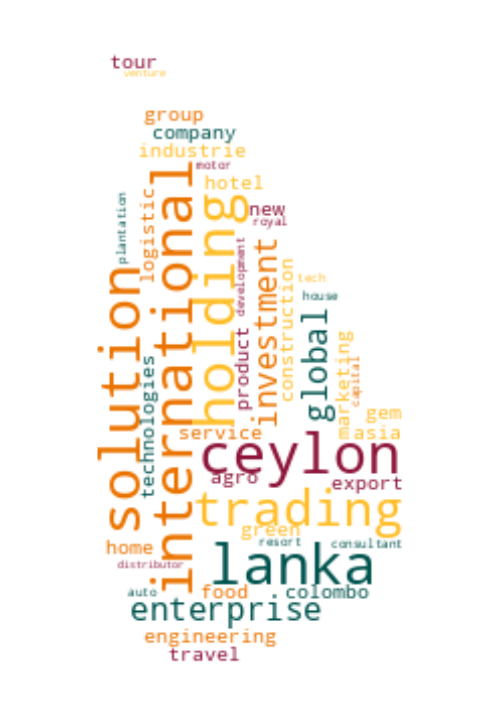 tour
venture
group
company
industrie
motor
hotel
plantation
logistic
international
holding
new
royal
development
investment
construction
tech
house
solution
technologies
product
global
marketing
capital
gem
service
masia
ceylon
agro
export
trading
green
resort
consultant
home
distributor
lanka
auto
food
colombo
enterprise
engineering
travel